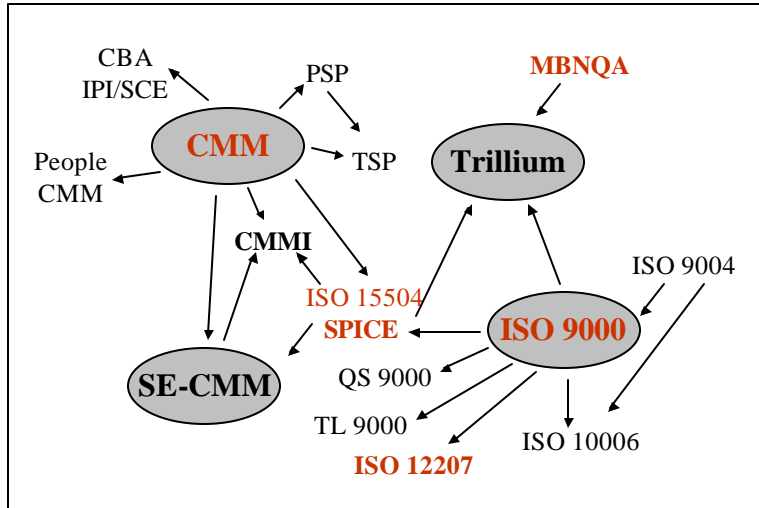 CBA
IPI/SCE
PSP
MBNQA
CMM
People
CMM
TSP
Trillium
CMMI
ISO 9004
ISO 15504
SPICE
ISO 9000
SE-CMM
QS 9000
TL 9000
ISO 10006
ISO 12207